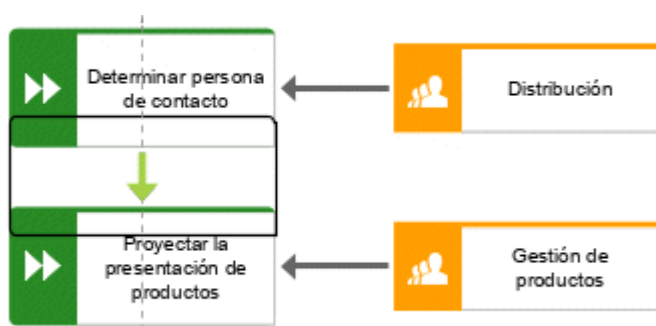 Determinar persona
de contacto
Distribución
Proyectar la
presentación de
productos
Gestión de
productos